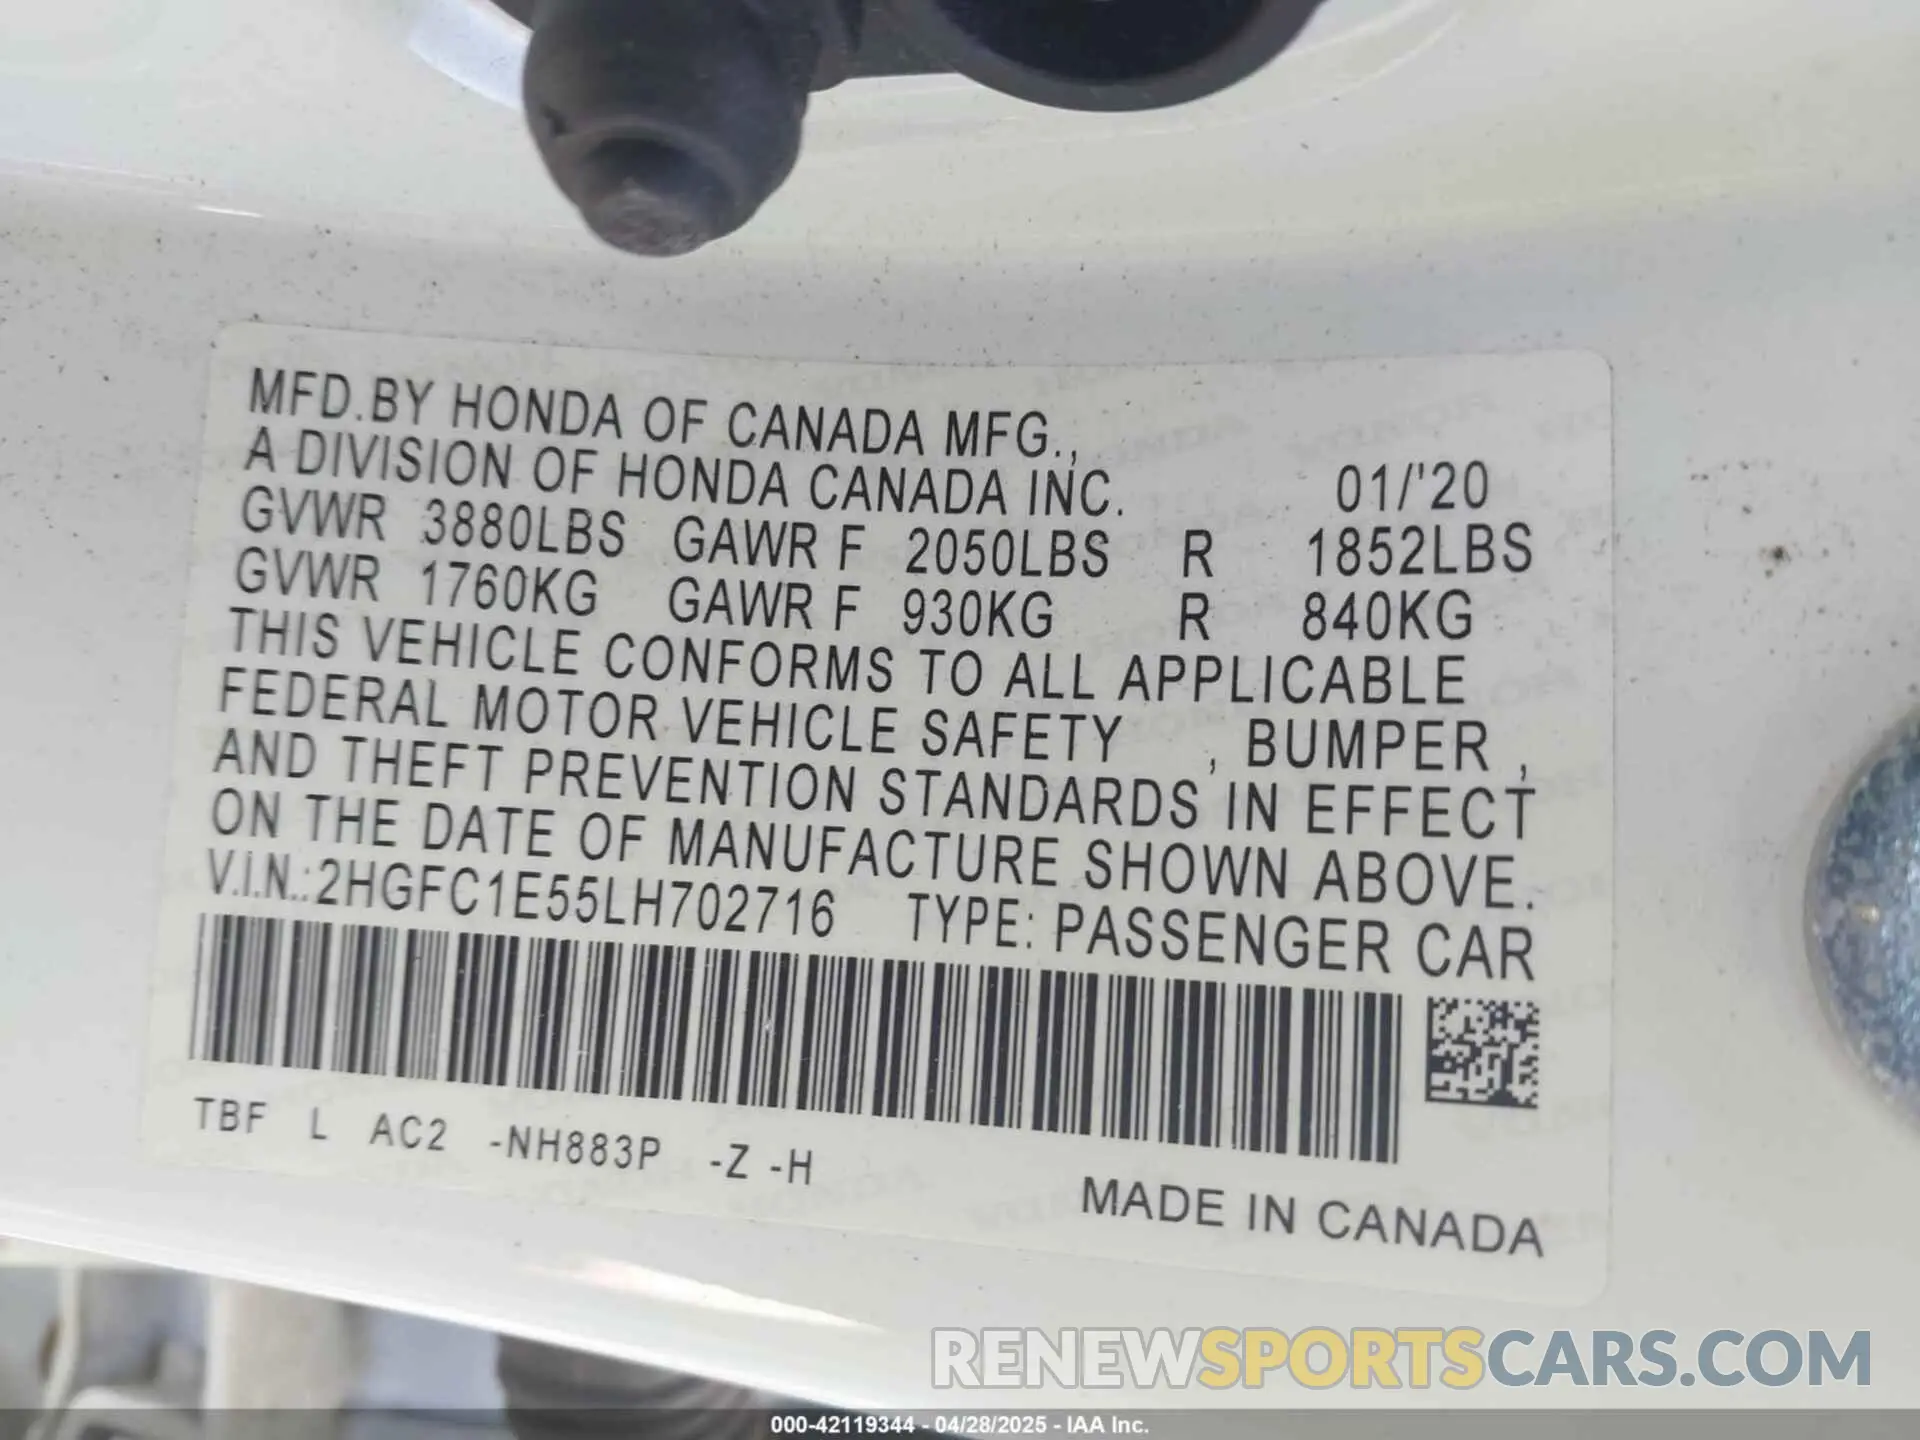 MFD.BY HONDA OF CANADA MFG.,
A DIVISION OF HONDA CANADA INC. 01/'20
GVWR 3880LBS GAWR F 2050LBS R 1852LBS
GVWR 1760KG GAWR F 930KG R 840KG
THIS VEHICLE CONFORMS TO ALL APPLICABLE
FEDERAL MOTOR VEHICLE SAFETY , BUMPER ,
AND THEFT PREVENTION STANDARDS IN EFFECT
ON THE DATE OF MANUFACTURE SHOWN ABOVE.
V.I.N.:2HGFC1E55LH702716 TYPE: PASSENGER CAR
TBF L AC2 -NH883P -Z -H
MADE IN CANADA
RENEWSPORTSCARS.COM
000-42119344 - 04/28/2025 - IAA Inc.